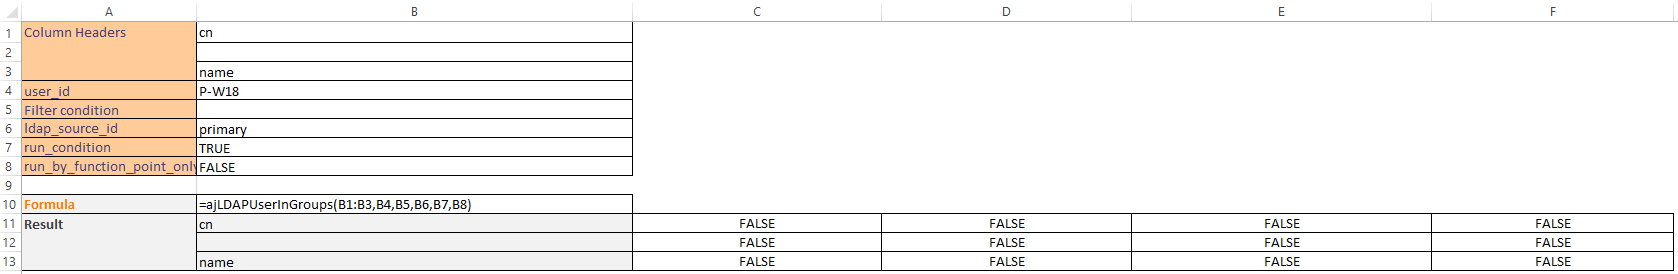 A B C D E F
1 Column Headers cn
2
3 name
4 user_id P-W18
5 Filter condition
6 ldap_source_id primary
7 run_condition TRUE
8 run_by_function_point_only FALSE
9
10 Formula =ajLDAPUserInGroups(B1:B3,B4,B5,B6,B7,B8)
11 Result cn FALSE FALSE FALSE FALSE
12 FALSE FALSE FALSE FALSE
13 name FALSE FALSE FALSE FALSE